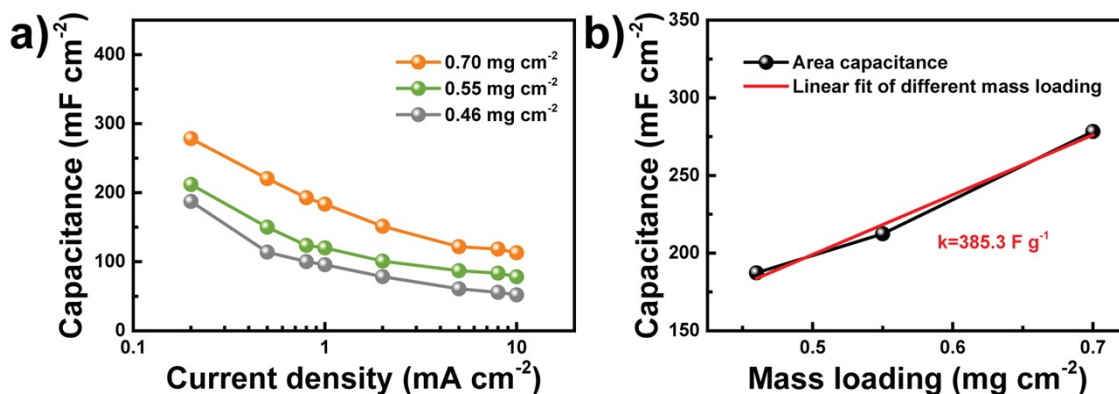 a)
Capacitance (mF cm⁻²)
400
300
200
100
0
0.1
1
10
Current density (mA cm⁻²)
0.70 mg cm⁻²
0.55 mg cm⁻²
0.46 mg cm⁻²
b)
Capacitance (mF cm⁻²)
350
300
250
200
150
0.5
0.6
0.7
Mass loading (mg cm⁻²)
Area capacitance
Linear fit of different mass loading
k=385.3 F g⁻¹